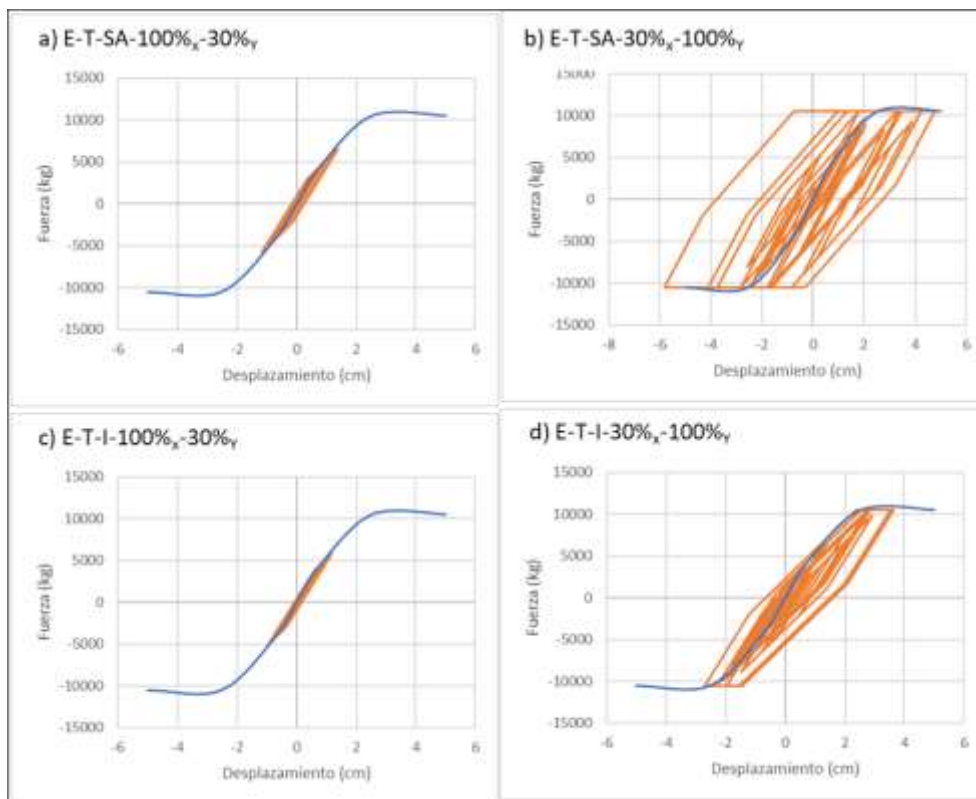 a) E-T-SA-100%x-30%Y
15000
10000
5000
0
-5000
-10000
-15000
Fuerza (kg)
-6 -4 -2 0 2 4 6
Desplazamiento (cm)
b) E-T-SA-30%x-100%Y
15000
10000
5000
0
-5000
-10000
-15000
Fuerza (kg)
-8 -6 -4 -2 0 2 4 6
Desplazamiento (cm)
c) E-T-I-100%x-30%Y
15000
10000
5000
0
-5000
-10000
-15000
Fuerza (kg)
-6 -4 -2 0 2 4 6
Desplazamiento (cm)
d) E-T-I-30%x-100%Y
15000
10000
5000
0
-5000
-10000
-15000
Fuerza (kg)
-6 -4 -2 0 2 4 6
Desplazamiento (cm)